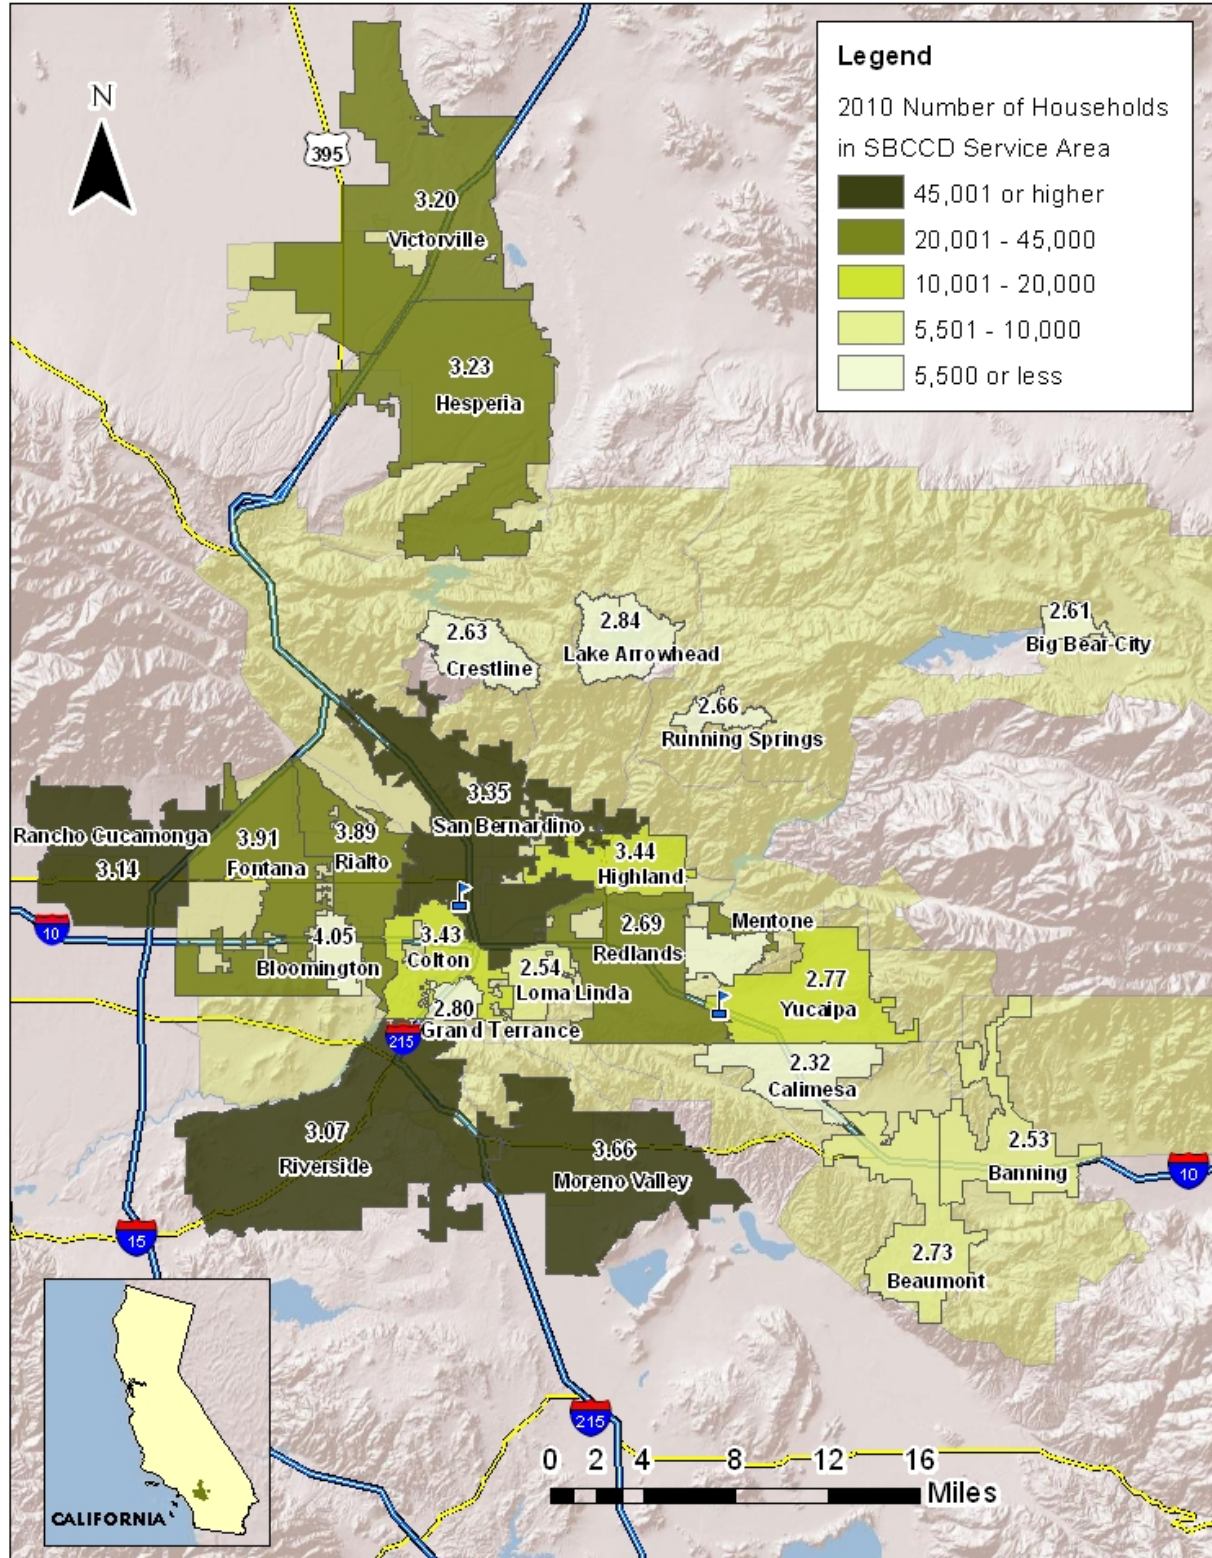 N
395
Legend
2010 Number of Households
in SBCCD Service Area
45,001 or higher
20,001 - 45,000
10,001 - 20,000
5,501 - 10,000
5,500 or less
3.20
Victorville
3.23
Hesperia
2.63
Crestline
2.84
Lake Arrowhead
2.61
Big Bear City
2.66
Running Springs
3.35
San Bernardino
Rancho Cucamonga
3.14
3.91
Fontana
3.89
Rialto
3.44
Highland
10
4.05
Bloomington
3.43
Colton
2.54
Loma Linda
2.69
Redlands
Mentone
2.77
Yucaipa
2.80
Grand Terrance
215
2.32
Calimesa
3.07
Riverside
3.66
Moreno Valley
2.53
Banning
10
15
2.73
Beaumont
215
CALIFORNIA
0 2 4 8 12 16
Miles